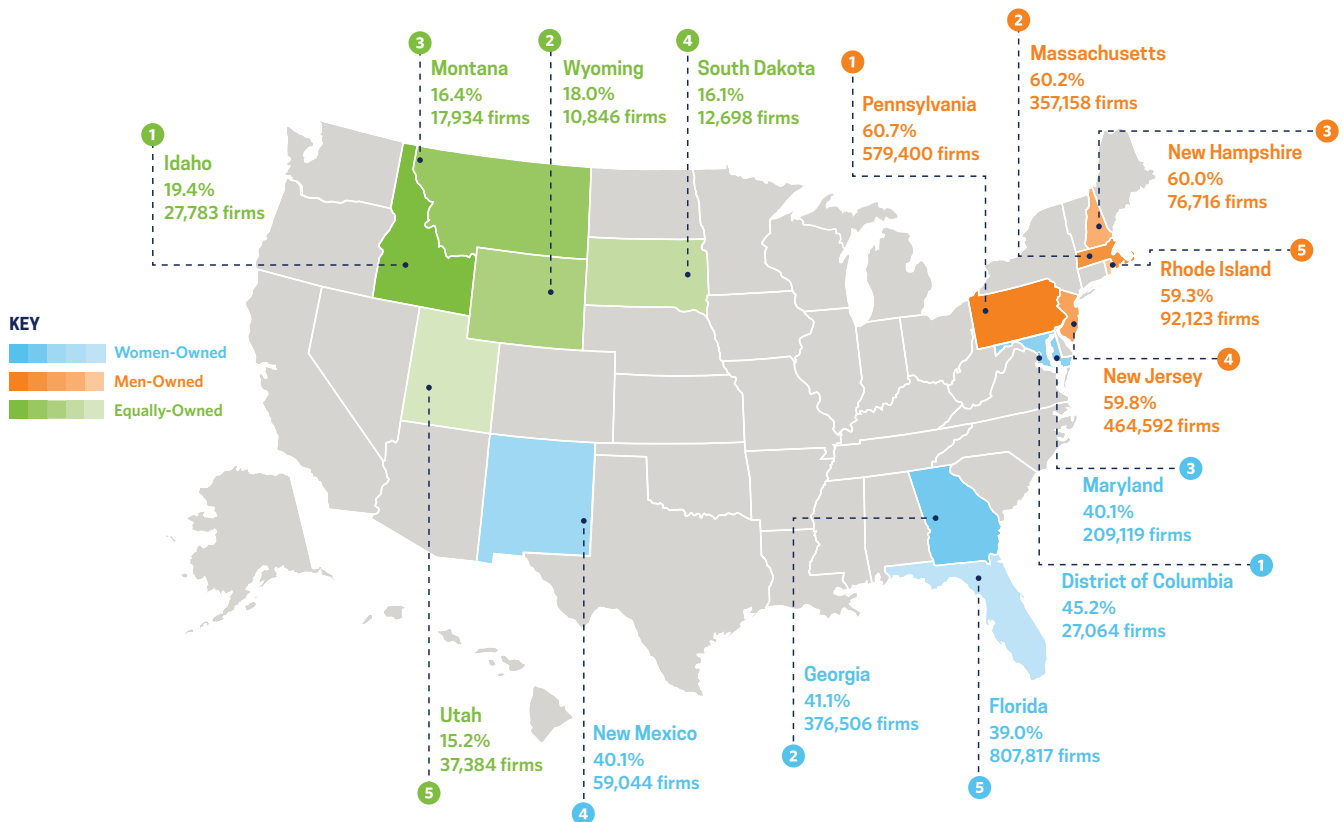 3
Montana
16.4%
17,934 firms
2
Wyoming
18.0%
10,846 firms
4
South Dakota
16.1%
12,698 firms
1
Pennsylvania
60.7%
579,400 firms
2
Massachusetts
60.2%
357,158 firms
3
New Hampshire
60.0%
76,716 firms
1
Idaho
19.4%
27,783 firms
5
Rhode Island
59.3%
92,123 firms
KEY
Women-Owned
Men-Owned
Equally-Owned
4
New Jersey
59.8%
464,592 firms
3
Maryland
40.1%
209,119 firms
1
District of Columbia
45.2%
27,064 firms
Georgia
41.1%
376,506 firms
2
Florida
39.0%
807,817 firms
5
Utah
15.2%
37,384 firms
5
New Mexico
40.1%
59,044 firms
4